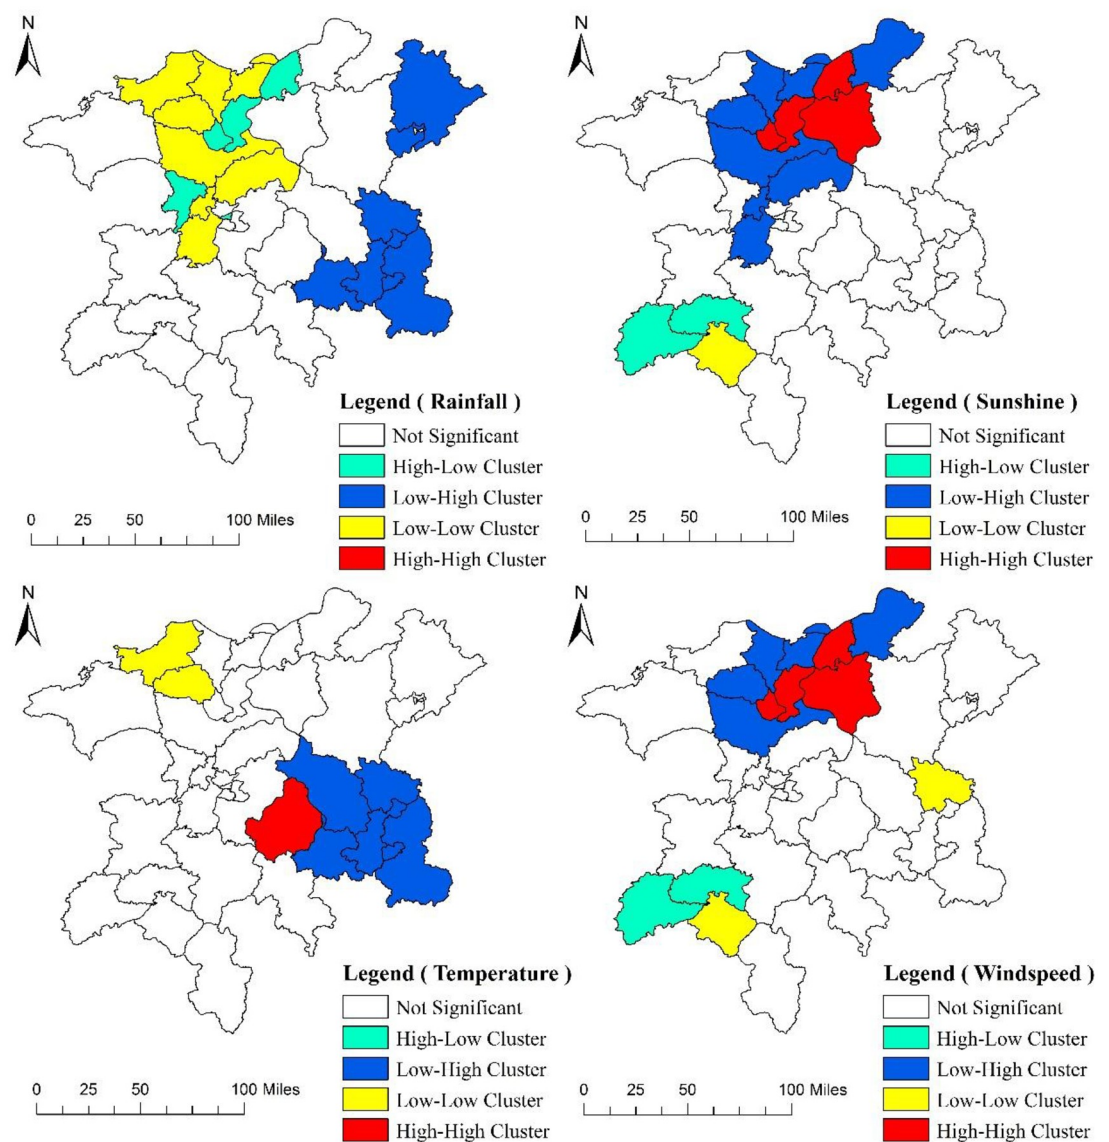 N
Legend ( Rainfall )
Not Significant
High-Low Cluster
Low-High Cluster
Low-Low Cluster
High-High Cluster
0 25 50 100 Miles
N
Legend ( Sunshine )
Not Significant
High-Low Cluster
Low-High Cluster
Low-Low Cluster
High-High Cluster
0 25 50 100 Miles
N
Legend ( Temperature )
Not Significant
High-Low Cluster
Low-High Cluster
Low-Low Cluster
High-High Cluster
0 25 50 100 Miles
N
Legend ( Windspeed )
Not Significant
High-Low Cluster
Low-High Cluster
Low-Low Cluster
High-High Cluster
0 25 50 100 Miles